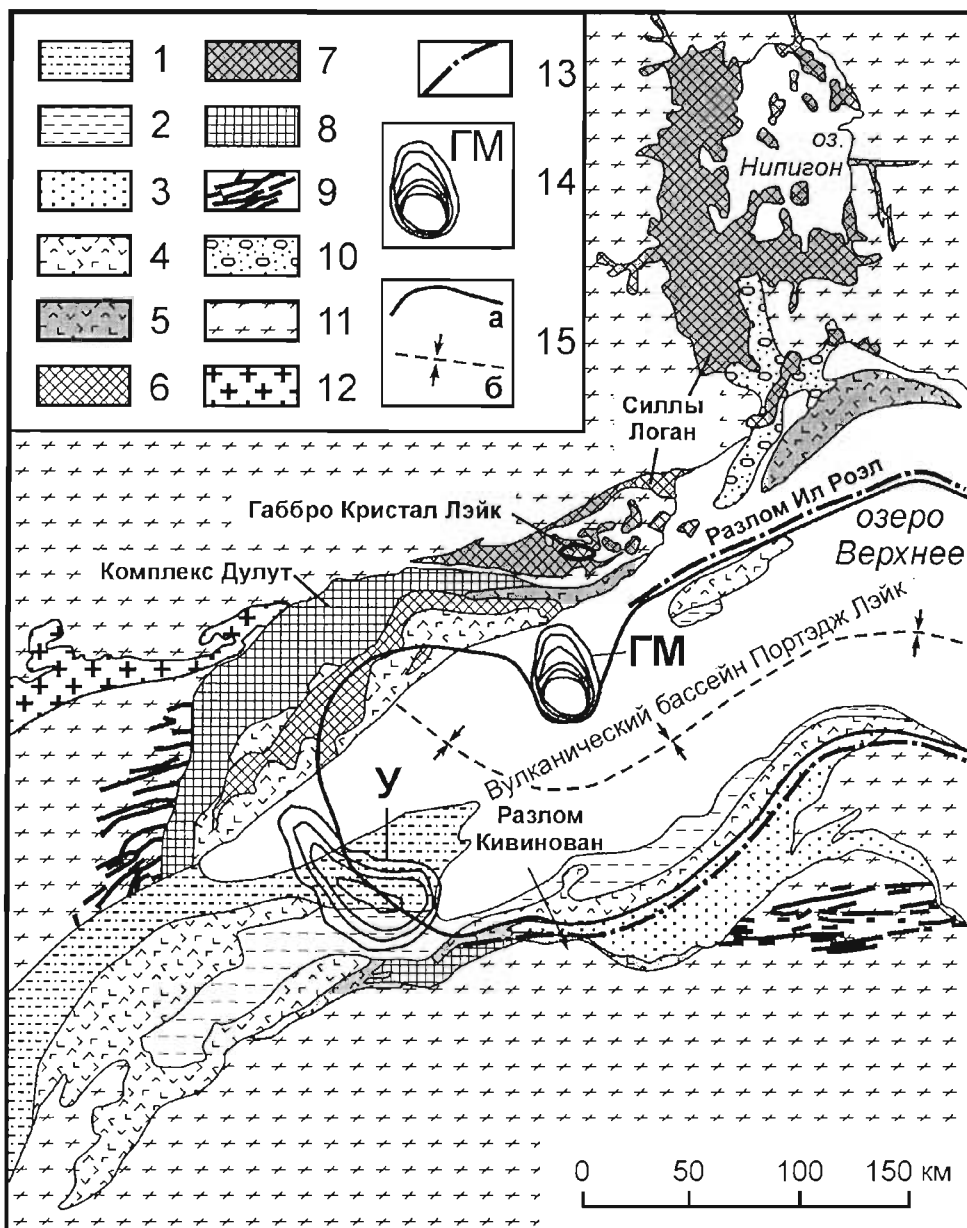 1
2
3
4
5
6
7
8
9
10
11
12
13
ГМ
14
а
б
15
оз.
Нипигон
Силлы
Логан
Разлом Ил Роэл
озеро
Верхнее
Габбро Кристал Лэйк
Комплекс Дулут
ГМ
Вулканический бассейн Портэдж Лэйк
У
Разлом
Кивинован
0 50 100 150 км